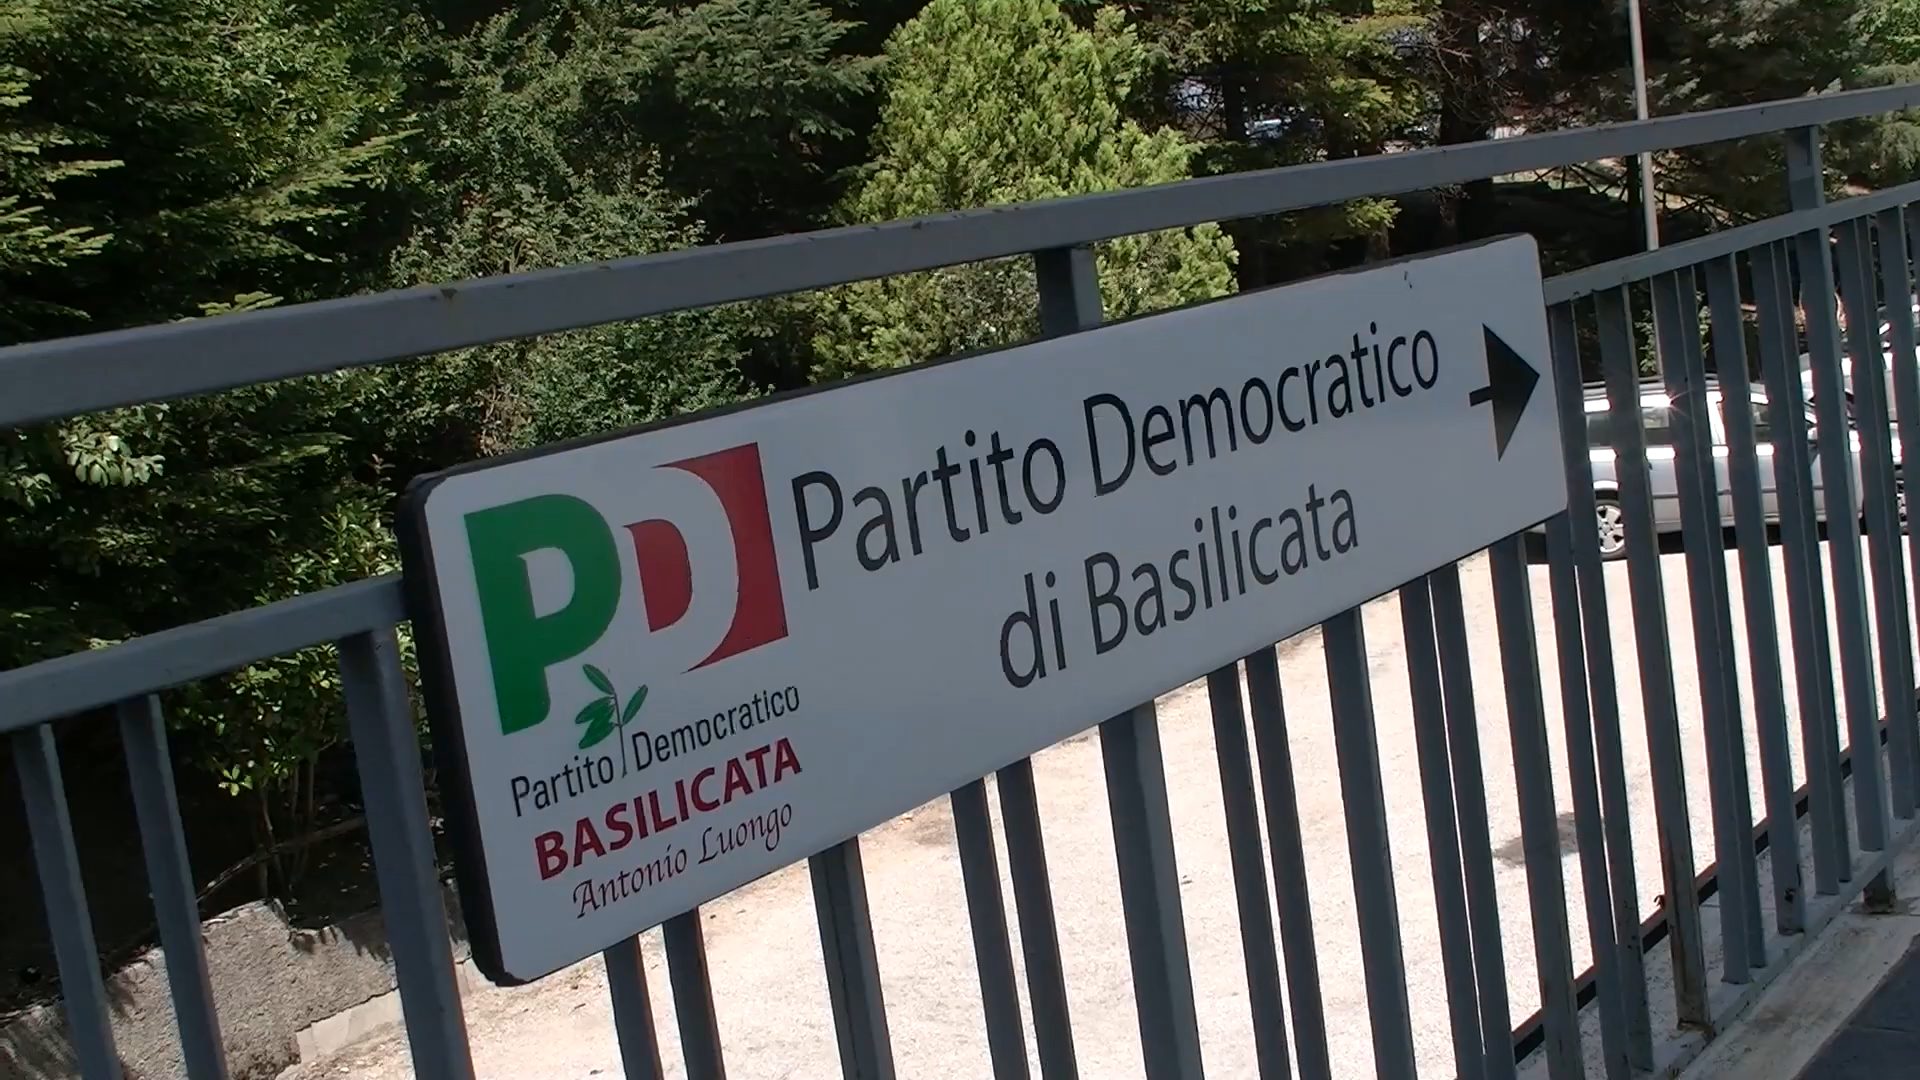 PD
Partito Democratico
BASILICATA
Antonio Luongo
Partito Democratico
di Basilicata